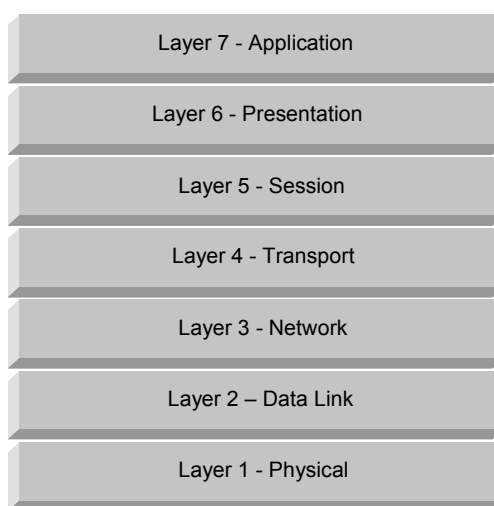 Layer 7 - Application
Layer 6 - Presentation
Layer 5 - Session
Layer 4 - Transport
Layer 3 - Network
Layer 2 – Data Link
Layer 1 - Physical